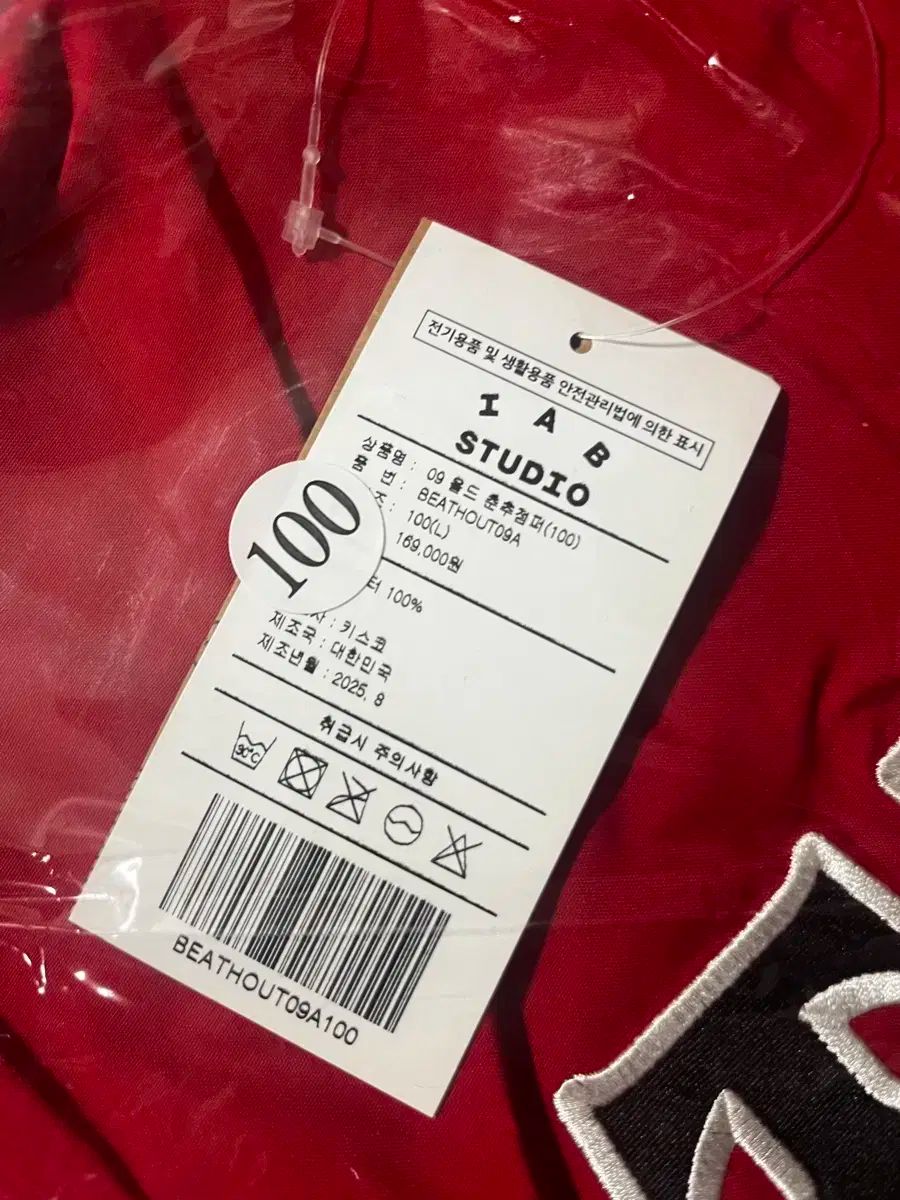 전기용품 및 생활용품 안전관리법에 의한 표시
I A B
STUDIO
상품명 : 09 올드 춘추점퍼(100)
품 번 : BEATHOUT09A
즈 : 100(L)
169,000원
100
터 100%
사 : 키스코
제조국 : 대한민국
제조년월 : 2025. 8
취급시 주의사항
30°C
BEATHOUT09A100